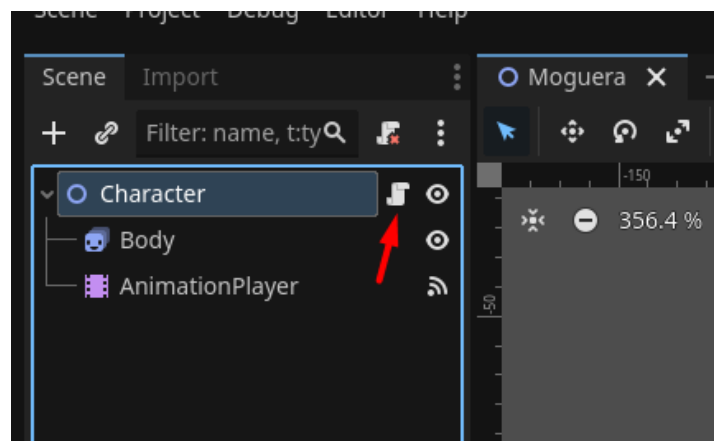 Scene Project Debug Editor Help
Scene Import
Moguera
Filter: name, t:ty
-150
Character
356.4 %
Body
AnimationPlayer
-50